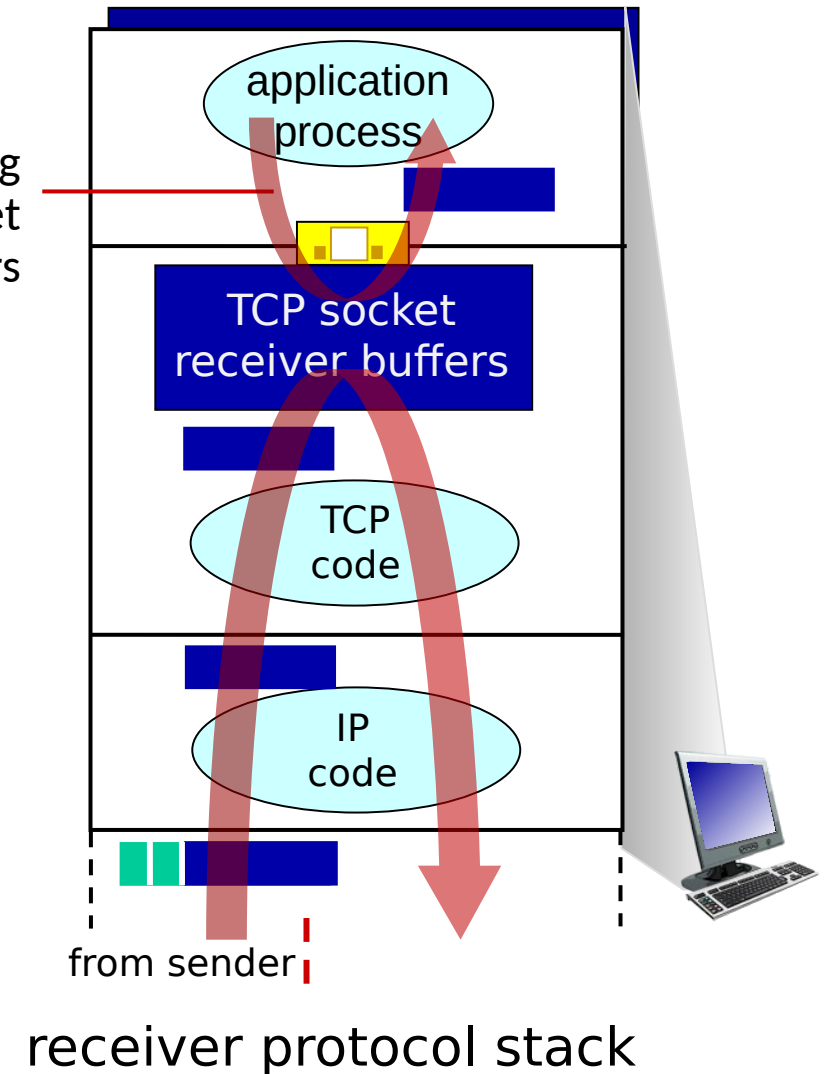 application
process
TCP socket
receiver buffers
TCP
code
IP
code
from sender
receiver protocol stack